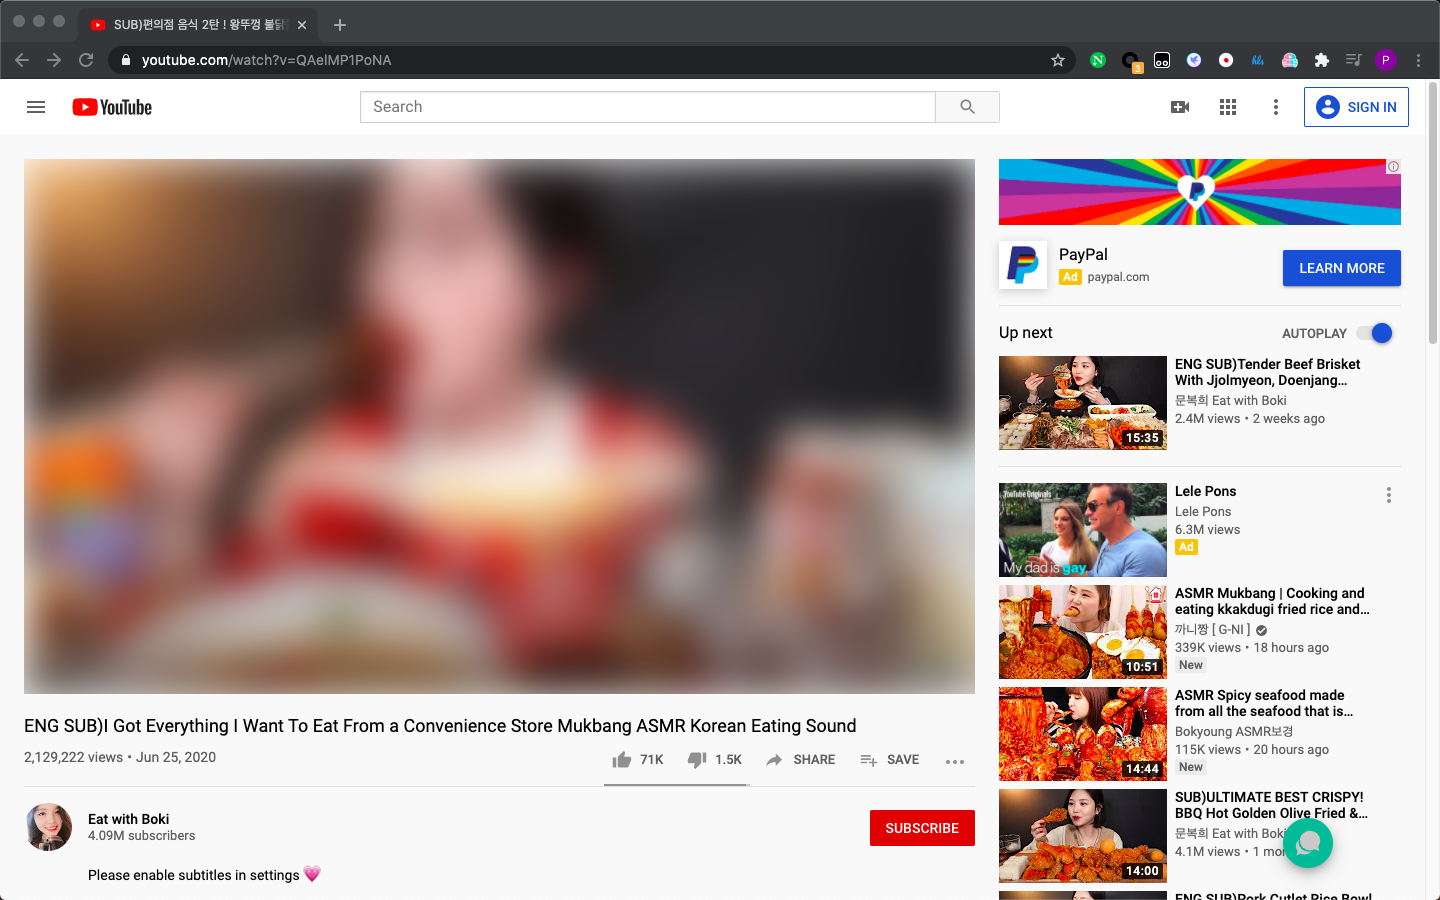 SUB)편의점 음식 2탄 ! 왕뚜껑 불닭
youtube.com/watch?v=QAelMP1PoNA
3
P
YouTube
Search
SIGN IN
PayPal
Ad paypal.com
LEARN MORE
Up next
AUTOPLAY
15:35
ENG SUB)Tender Beef Brisket
With Jjolmyeon, Doenjang…
문복희 Eat with Boki
2.4M views • 2 weeks ago
YouTube Originals
My dad is gay,
Lele Pons
Lele Pons
6.3M views
Ad
10:51
ASMR Mukbang | Cooking and
eating kkakdugi fried rice and…
까니짱 [ G-NI ]
339K views • 18 hours ago
New
14:44
ASMR Spicy seafood made
from all the seafood that is…
Bokyoung ASMR보경
115K views • 20 hours ago
New
14:00
SUB)ULTIMATE BEST CRISPY!
BBQ Hot Golden Olive Fried &…
문복희 Eat with Boki
4.1M views • 1 mon
ENG SUB)Pork Cutlet Rice Bowl
ENG SUB)I Got Everything I Want To Eat From a Convenience Store Mukbang ASMR Korean Eating Sound
2,129,222 views • Jun 25, 2020
71K
1.5K
SHARE
SAVE
Eat with Boki
4.09M subscribers
SUBSCRIBE
Please enable subtitles in settings